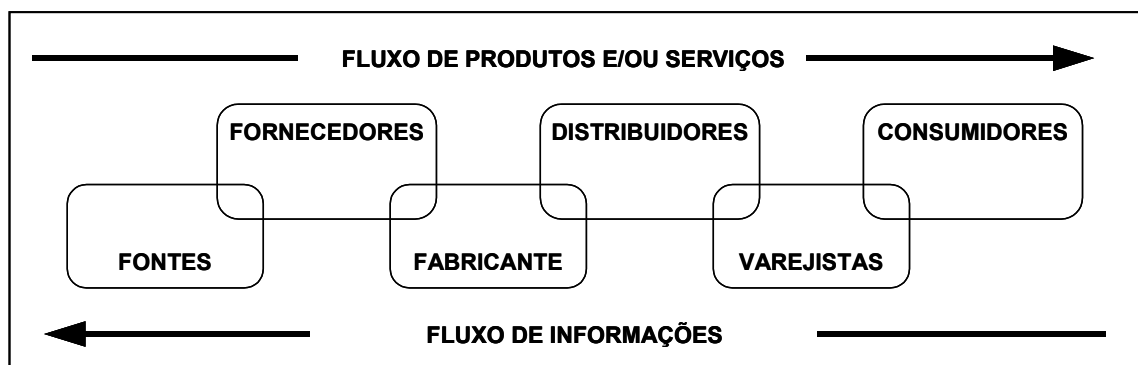 FLUXO DE PRODUTOS E/OU SERVIÇOS
FORNECEDORES
DISTRIBUIDORES
CONSUMIDORES
FONTES
FABRICANTE
VAREJISTAS
FLUXO DE INFORMAÇÕES